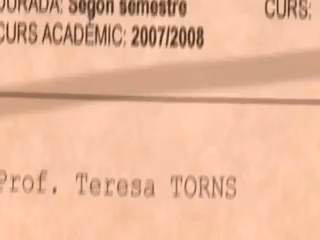 DURADA: Segon semestre CURS:
CURS ACADÈMIC: 2007/2008
Prof. Teresa TORNS